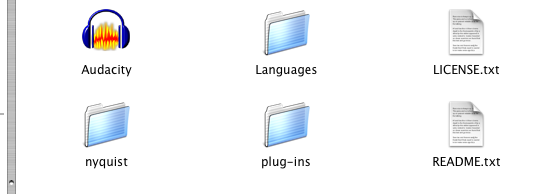 Audacity Languages LICENSE.txt
nyquist plug-ins README.txt